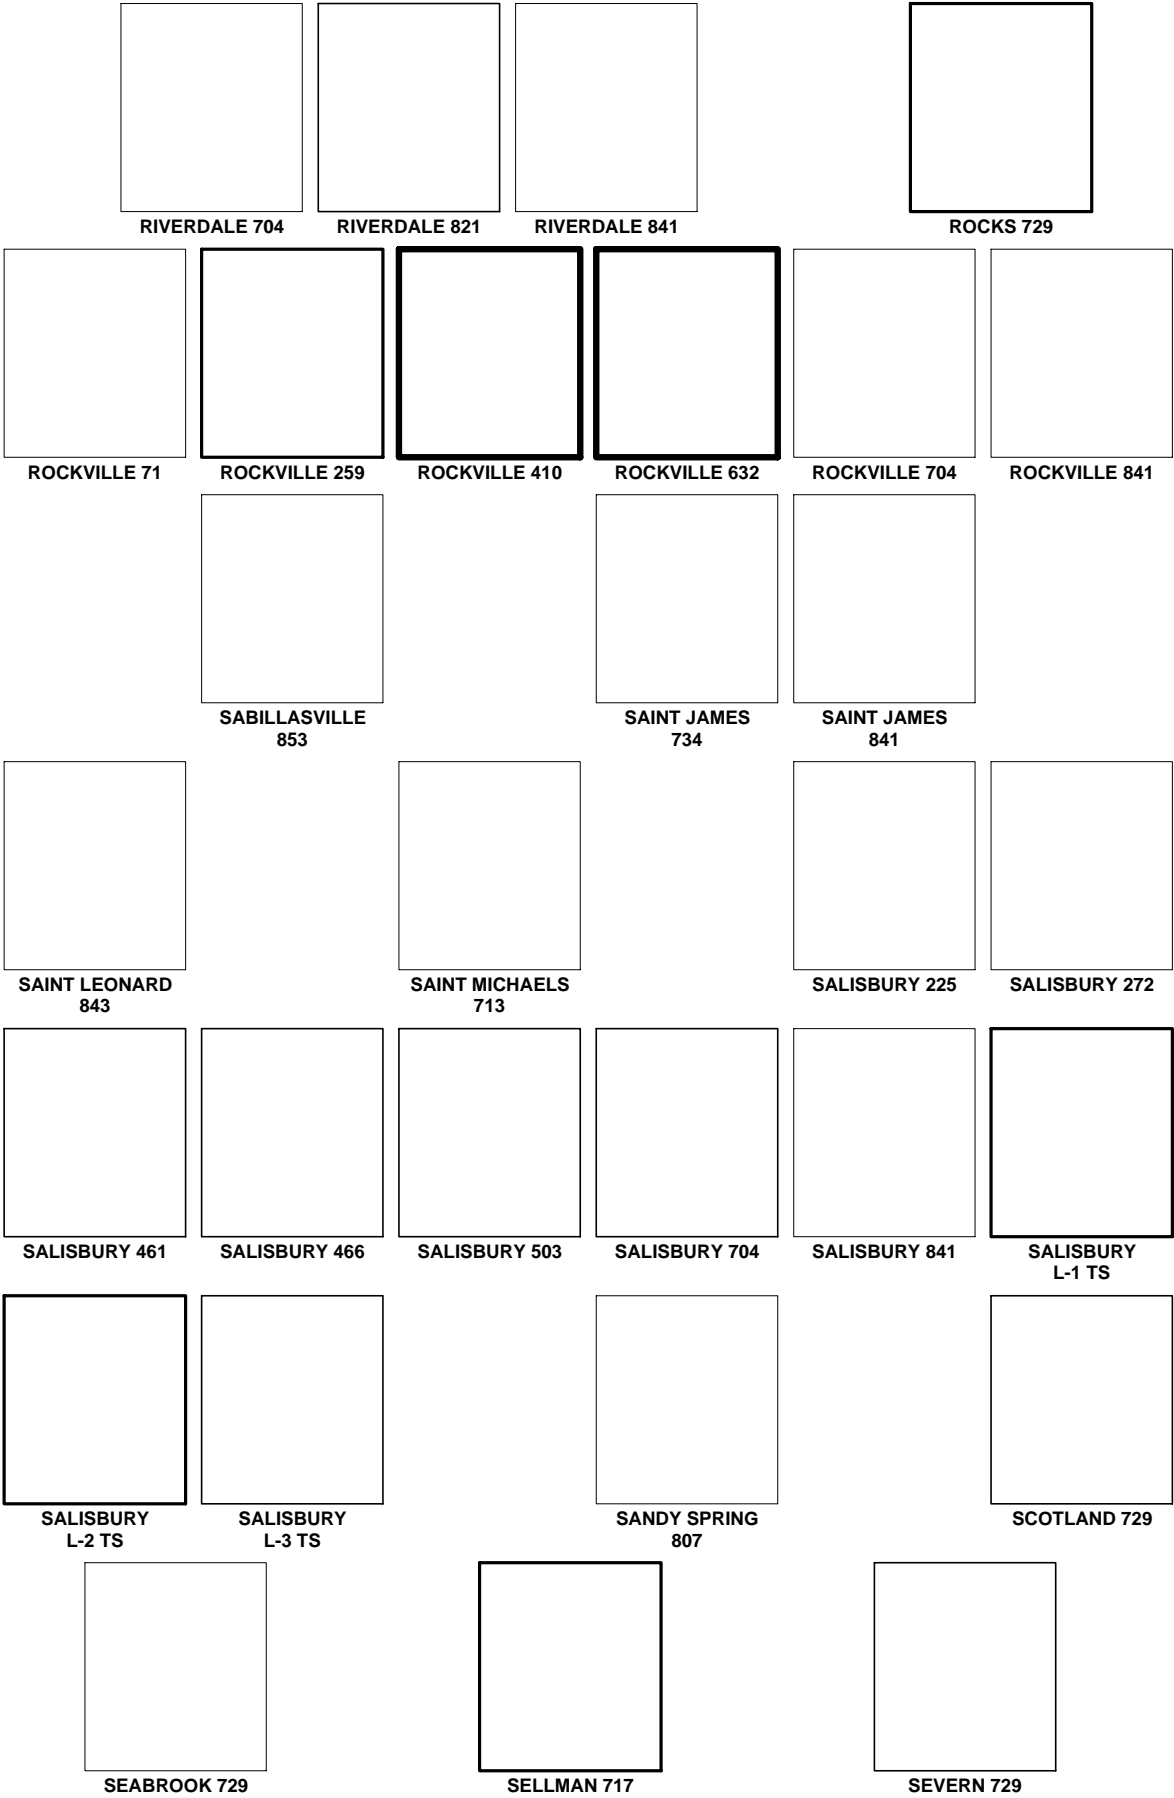 RIVERDALE 704
RIVERDALE 821
RIVERDALE 841
ROCKS 729
ROCKVILLE 71
ROCKVILLE 259
ROCKVILLE 410
ROCKVILLE 632
ROCKVILLE 704
ROCKVILLE 841
SABILLASVILLE
853
SAINT JAMES
734
SAINT JAMES
841
SAINT LEONARD
843
SAINT MICHAELS
713
SALISBURY 225
SALISBURY 272
SALISBURY 461
SALISBURY 466
SALISBURY 503
SALISBURY 704
SALISBURY 841
SALISBURY
L-1 TS
SALISBURY
L-2 TS
SALISBURY
L-3 TS
SANDY SPRING
807
SCOTLAND 729
SEABROOK 729
SELLMAN 717
SEVERN 729